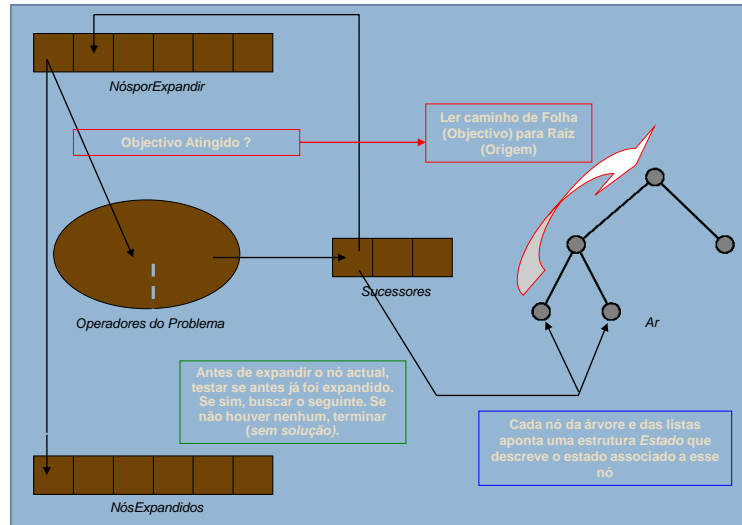 NósporExpandir
Objectivo Atingido ?
Ler caminho de Folha
(Objectivo) para Raiz
(Origem)
Sucessores
Operadores do Problema
Ar
Antes de expandir o nó actual,
testar se antes já foi expandido.
Se sim, buscar o seguinte. Se
não houver nenhum, terminar
(sem solução).
Cada nó da árvore e das listas
aponta uma estrutura Estado que
descreve o estado associado a esse
nó
NósExpandidos